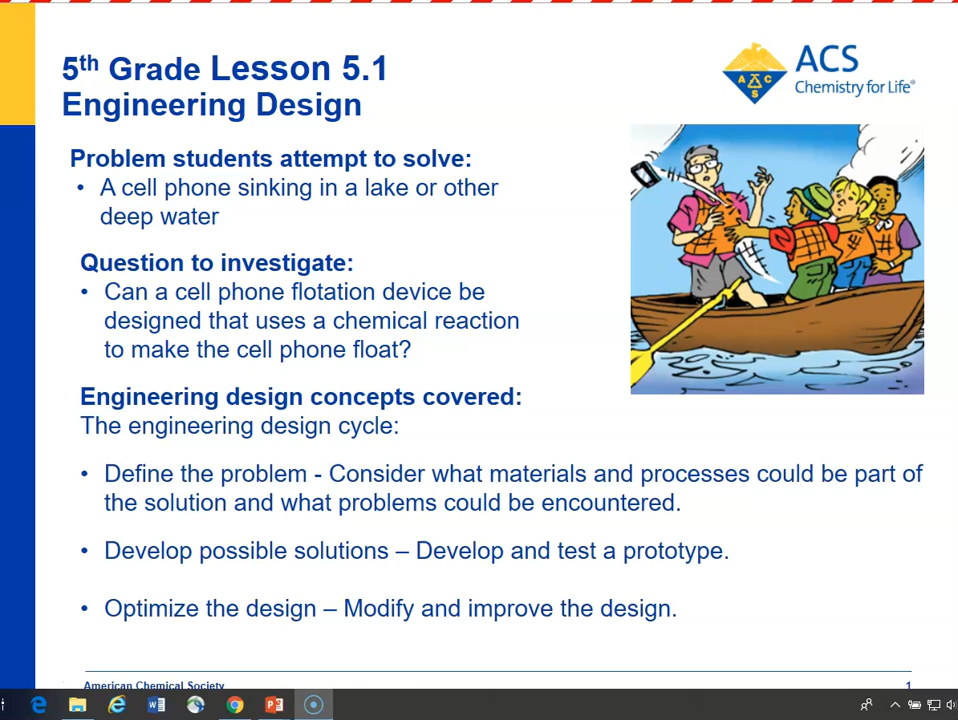 5th Grade Lesson 5.1
Engineering Design
ACS
Chemistry for Life®
A C
S
Problem students attempt to solve:
• A cell phone sinking in a lake or other
deep water
Question to investigate:
• Can a cell phone flotation device be
designed that uses a chemical reaction
to make the cell phone float?
Engineering design concepts covered:
The engineering design cycle:
• Define the problem - Consider what materials and processes could be part of
the solution and what problems could be encountered.
• Develop possible solutions – Develop and test a prototype.
• Optimize the design – Modify and improve the design.
American Chemical Society
1